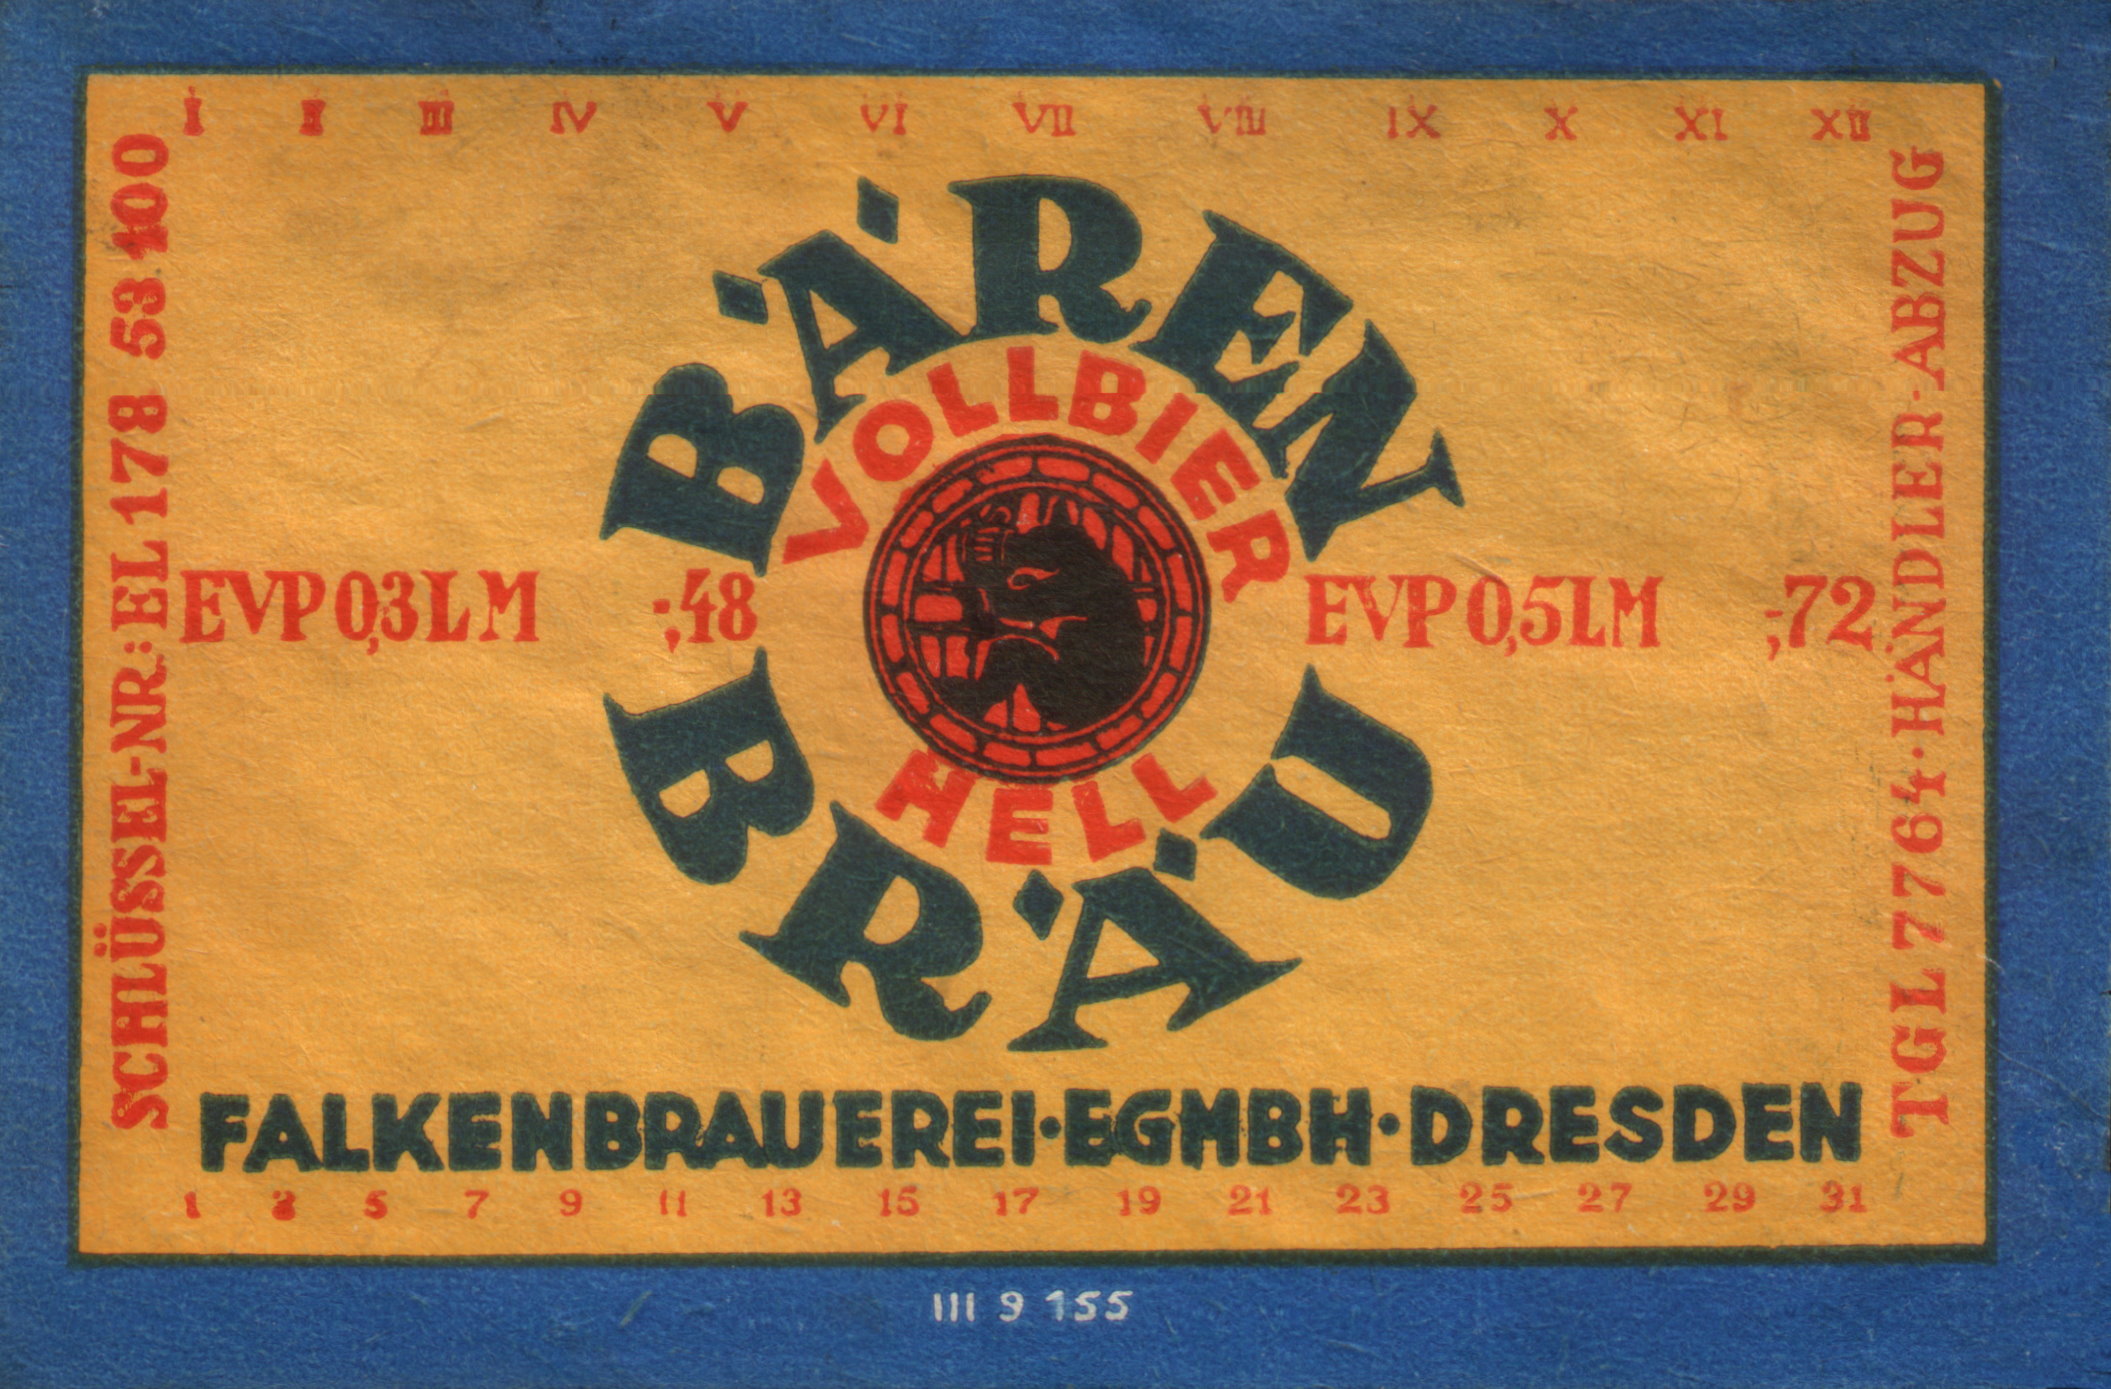 I II III IV V VI VII VIII IX X XI XII
SCHLÜSSEL-NR: EL 178 53 100
BÄREN
VOLLBIER
EVP 0,3 L M -,48
EVP 0,5 L M -,72
HELL
BRÄU
TGL 7764 · HÄNDLER-ABZUG
FALKENBRAUEREI · EGMBH · DRESDEN
1 3 5 7 9 11 13 15 17 19 21 23 25 27 29 31
III 9 155